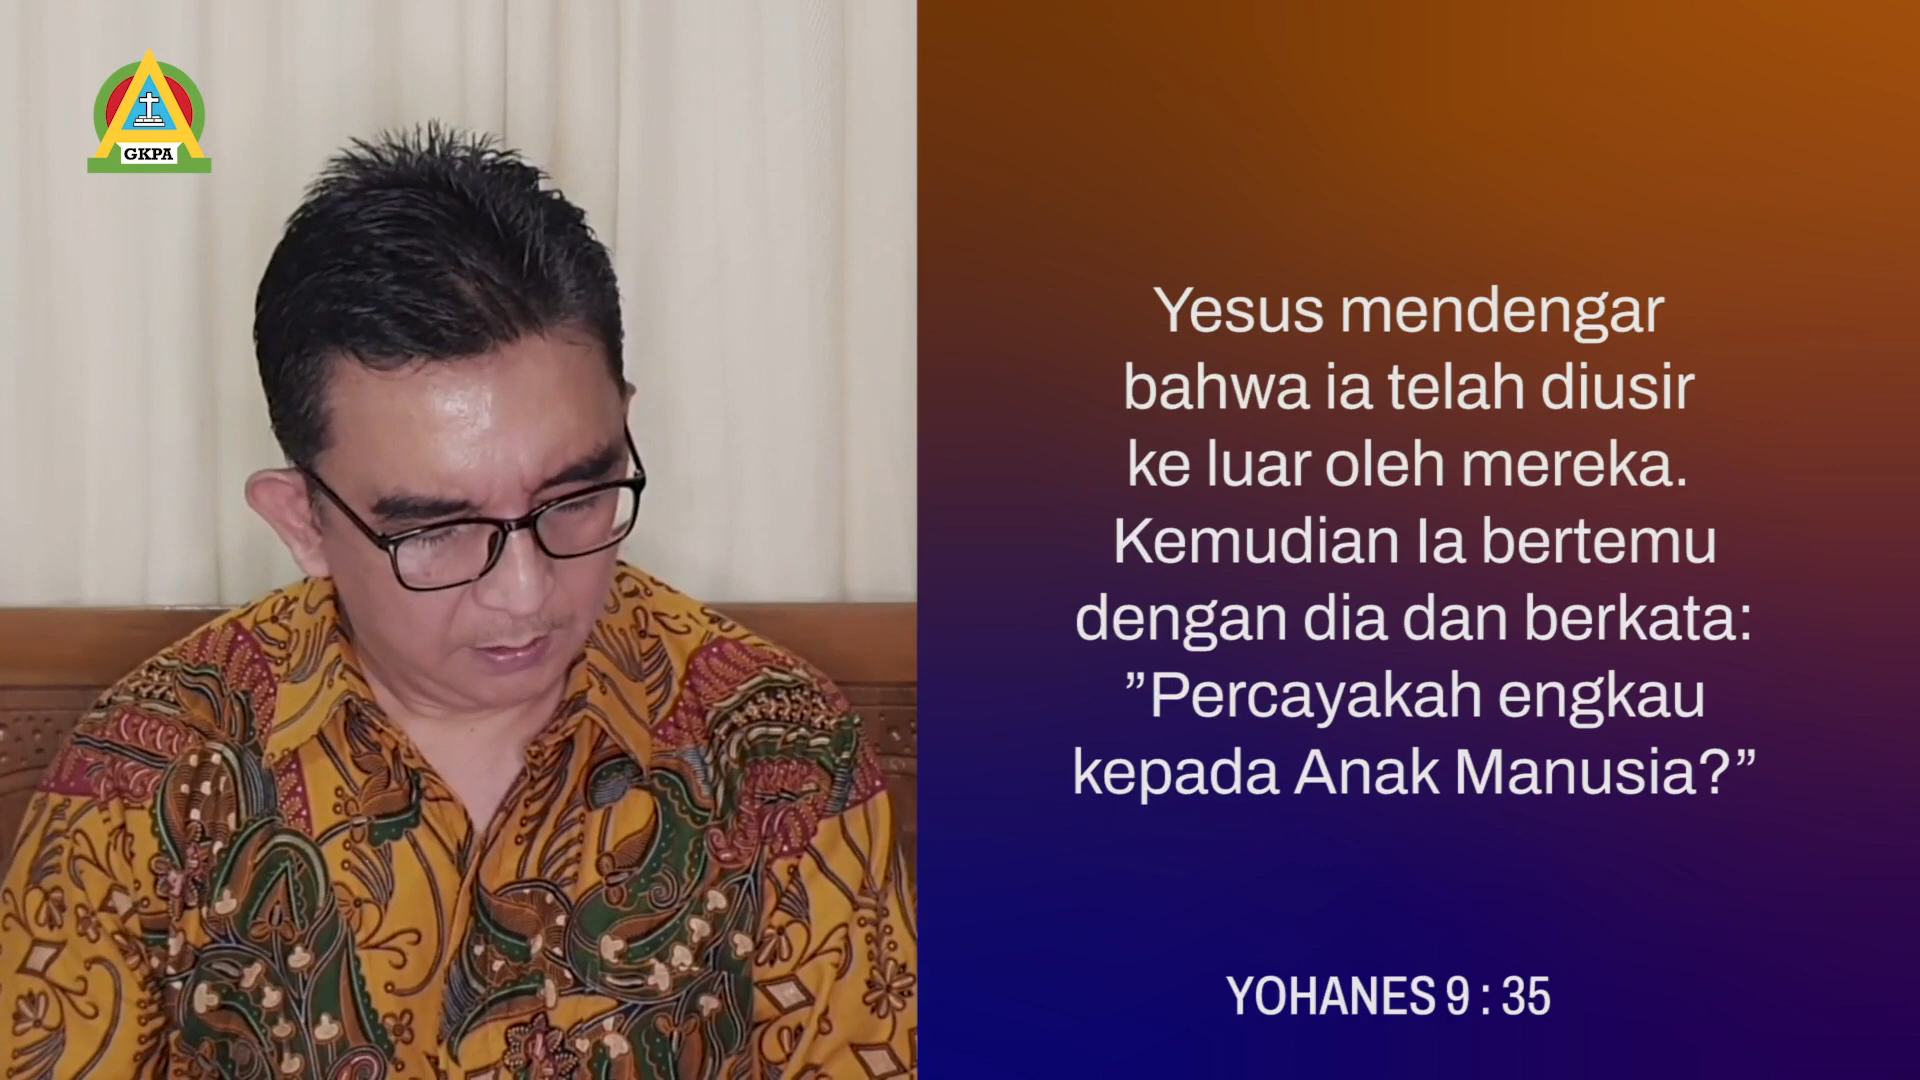 GKPA
Yesus mendengar
bahwa ia telah diusir
ke luar oleh mereka.
Kemudian Ia bertemu
dengan dia dan berkata:
”Percayakah engkau
kepada Anak Manusia?”
YOHANES 9 : 35